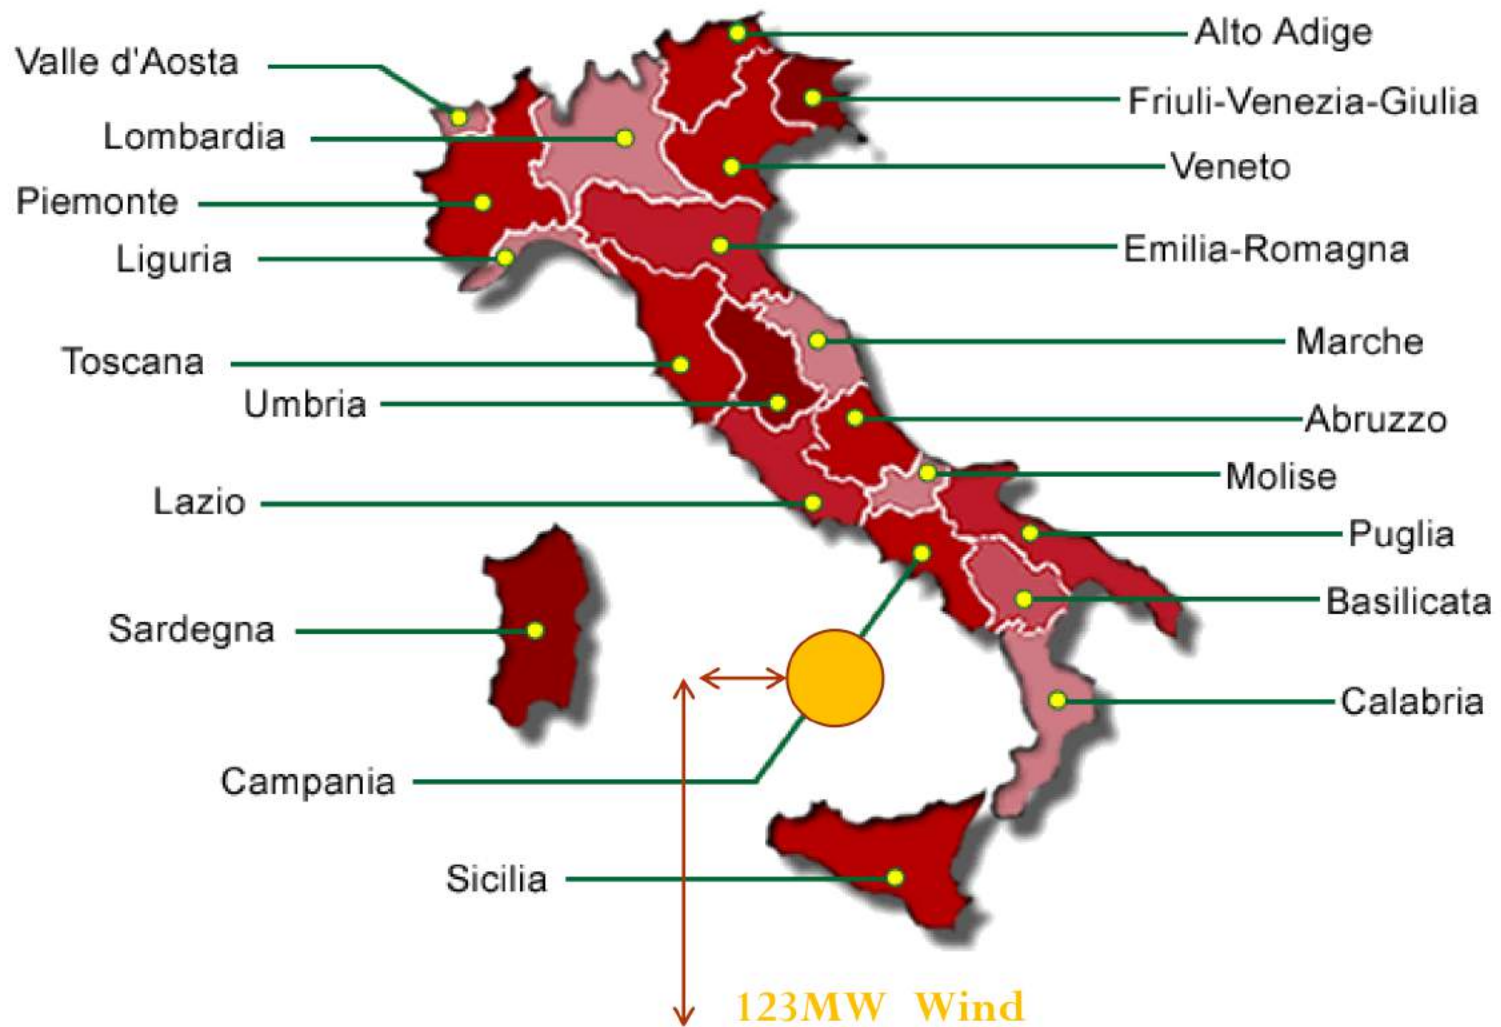 Alto Adige
Valle d'Aosta
Friuli-Venezia-Giulia
Lombardia
Veneto
Piemonte
Emilia-Romagna
Liguria
Marche
Toscana
Umbria
Abruzzo
Molise
Lazio
Puglia
Basilicata
Sardegna
Calabria
Campania
Sicilia
123MW Wind